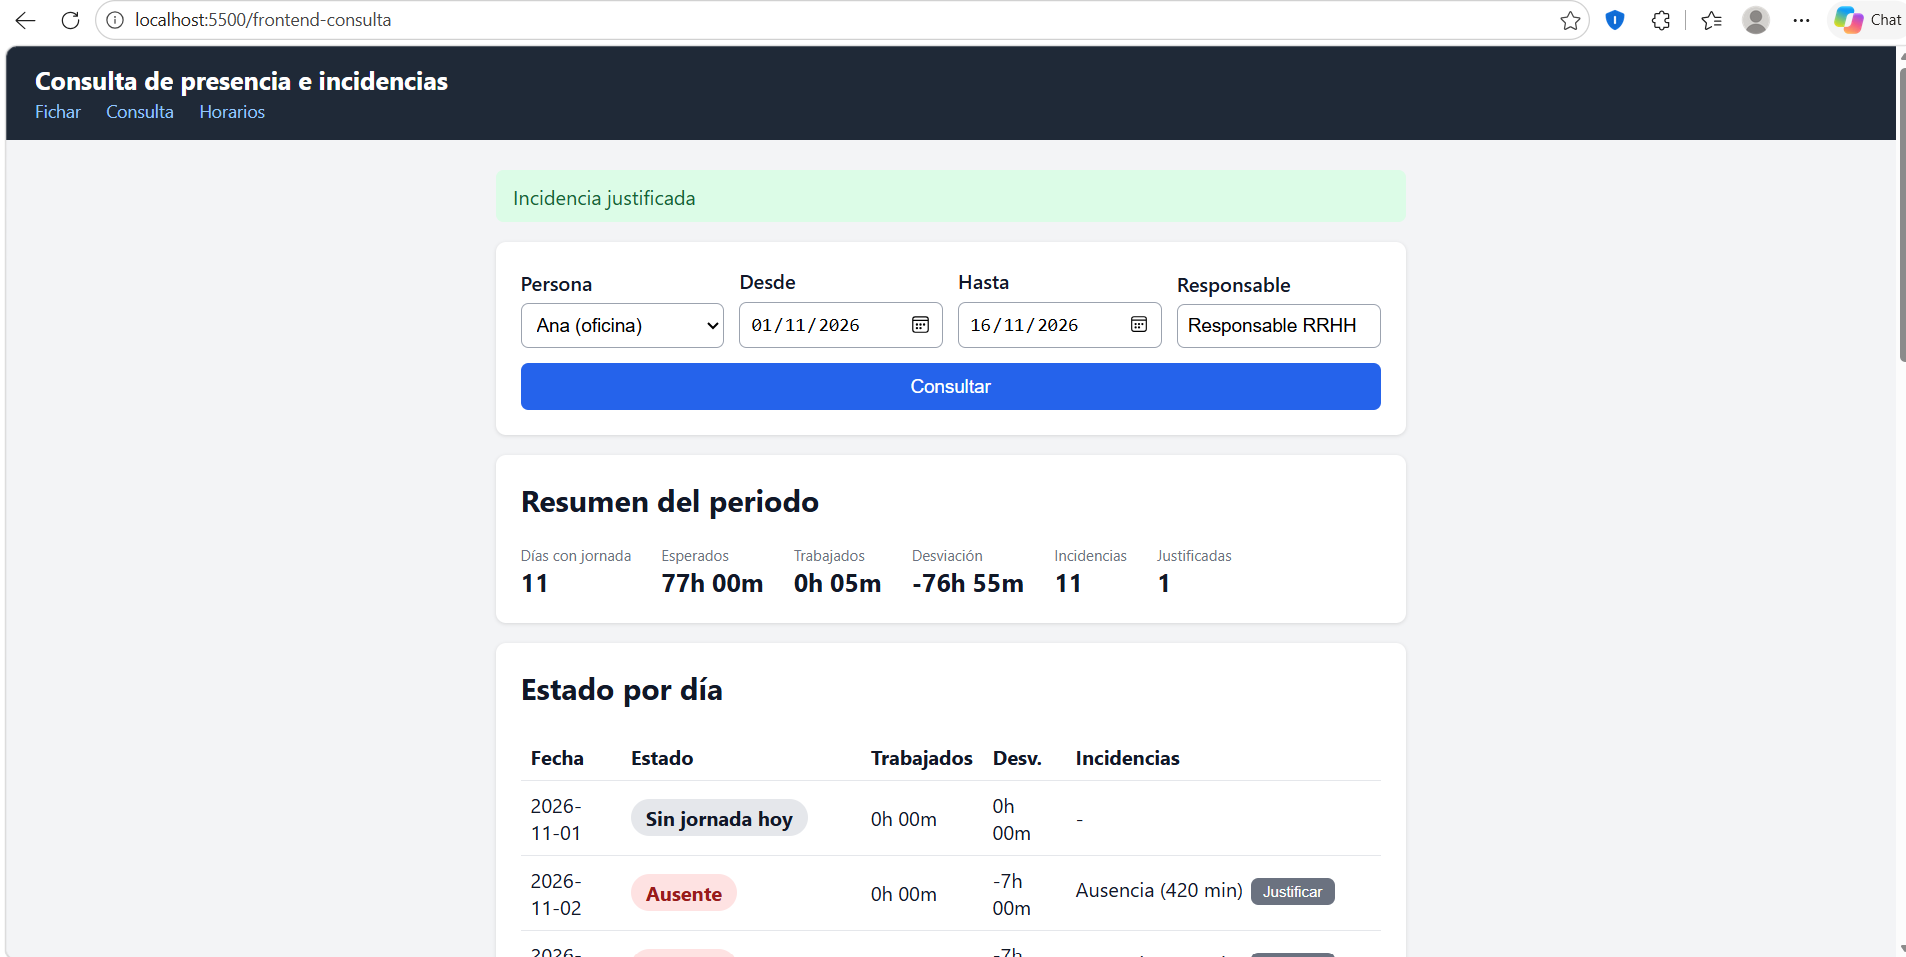 localhost:5500/frontend-consulta
Chat
Consulta de presencia e incidencias
Fichar Consulta Horarios
Incidencia justificada
Persona Desde Hasta Responsable
Ana (oficina) 01/11/2026 16/11/2026 Responsable RRHH
Consultar
Resumen del periodo
Días con jornada Esperados Trabajados Desviación Incidencias Justificadas
11 77h 00m 0h 05m -76h 55m 11 1
Estado por día
Fecha Estado Trabajados Desv. Incidencias
2026-
11-01 Sin jornada hoy 0h 00m 0h
00m -
2026-
11-02 Ausente 0h 00m -7h
00m Ausencia (420 min) Justificar
2026- -7h